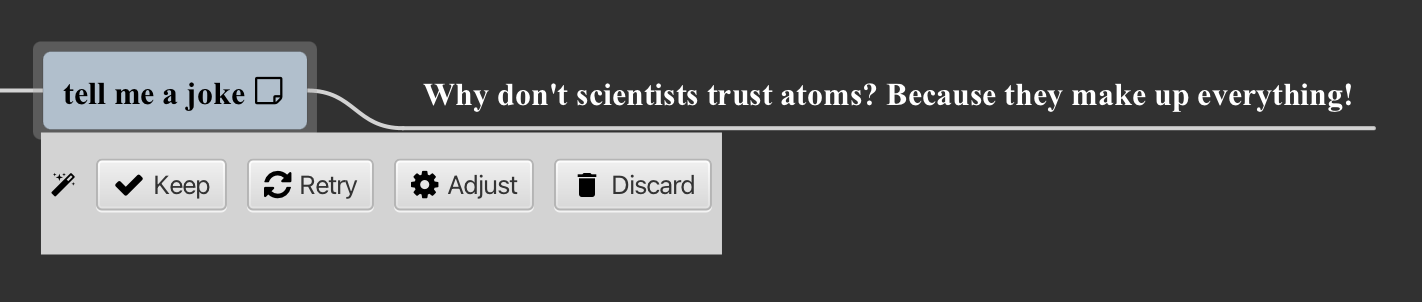 tell me a joke
Why don't scientists trust atoms? Because they make up everything!
Keep
Retry
Adjust
Discard